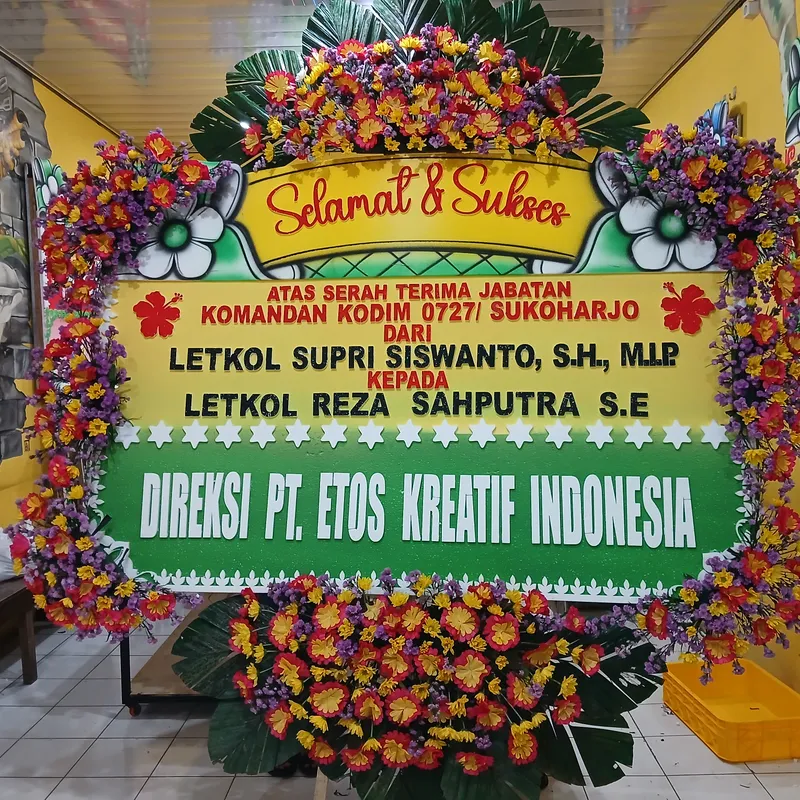 Selamat & Sukses
ATAS SERAH TERIMA JABATAN
KOMANDAN KODIM 0727/ SUKOHARJO
DARI
LETKOL SUPRI SISWANTO, S.H., M.I.P.
KEPADA
LETKOL REZA SAHPUTRA S.E
DIREKSI PT. ETOS KREATIF INDONESIA